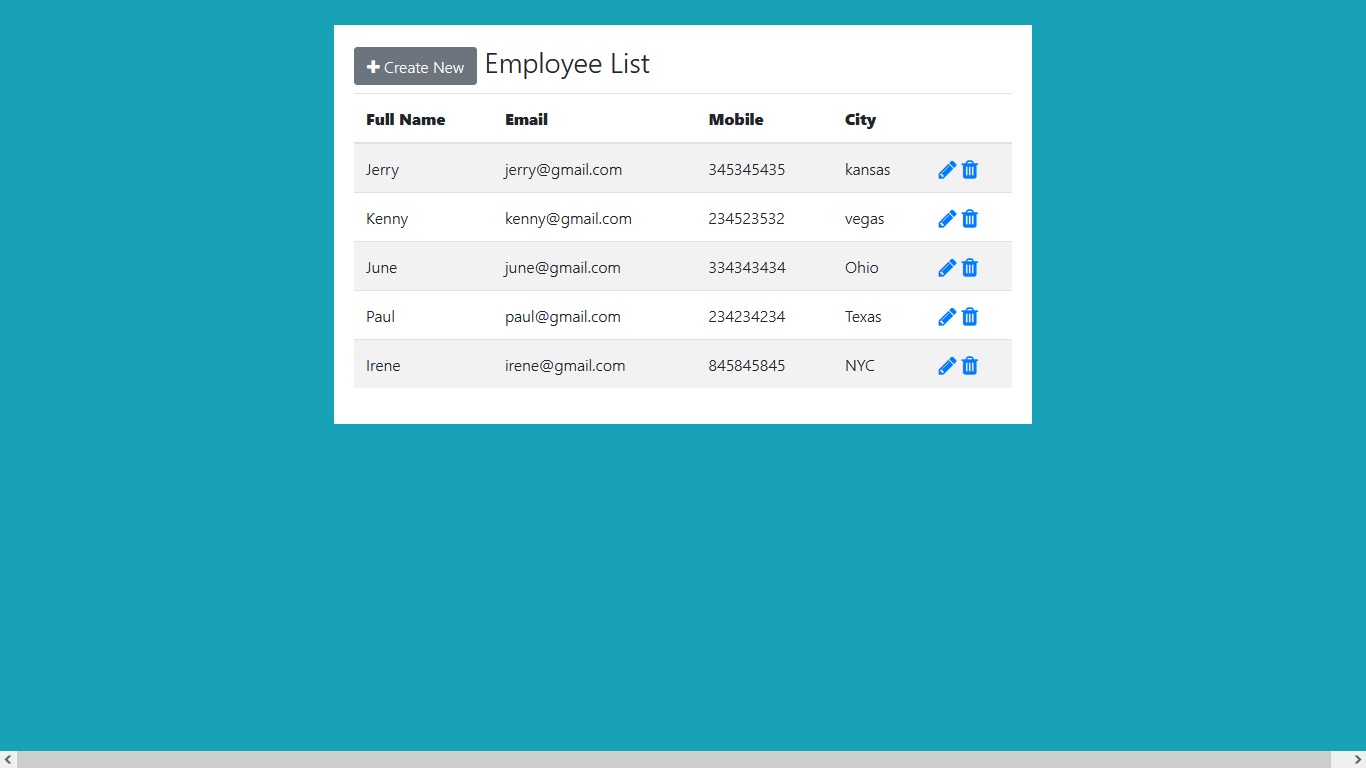 Create New Employee List
Full Name Email Mobile City
Jerry jerry@gmail.com 345345435 kansas
Kenny kenny@gmail.com 234523532 vegas
June june@gmail.com 334343434 Ohio
Paul paul@gmail.com 234234234 Texas
Irene irene@gmail.com 845845845 NYC